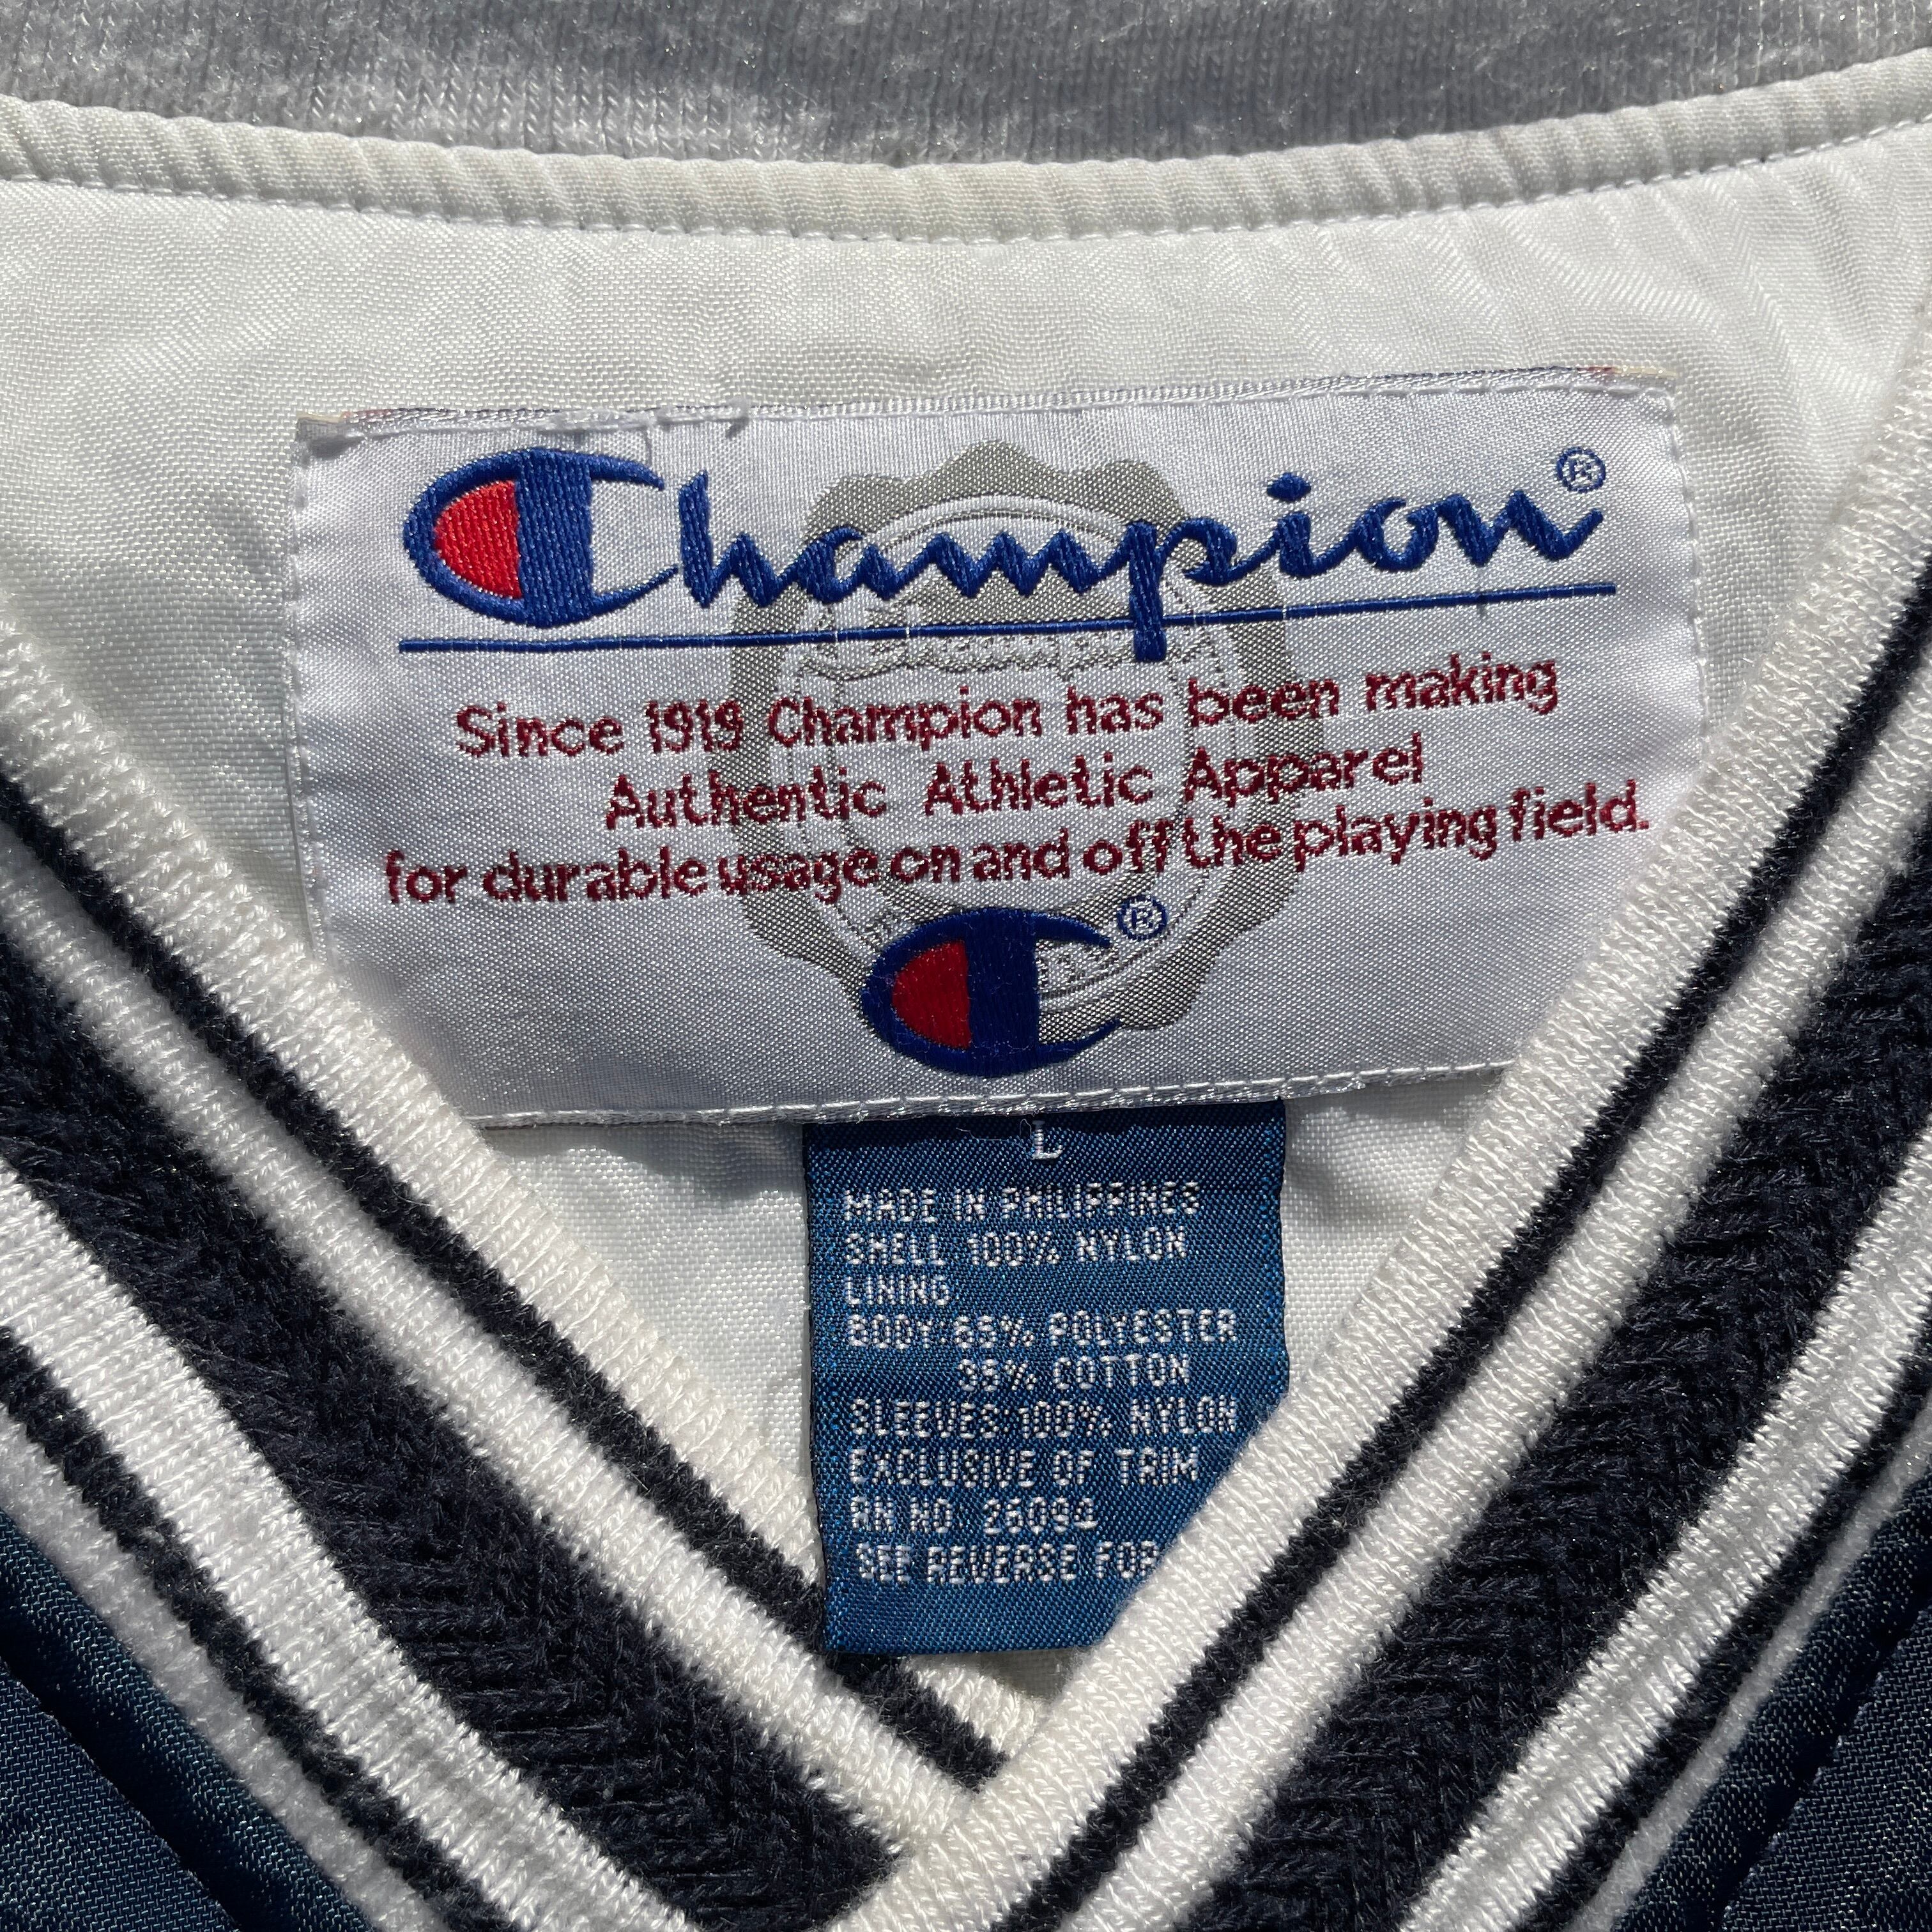 Champion®
Since 1919 Champion has been making
Authentic Athletic Apparel
for durable usage on and off the playing field.
®
L
MADE IN PHILIPPINES
SHELL 100% NYLON
LINING
BODY 65% POLYESTER
35% COTTON
SLEEVES 100% NYLON
EXCLUSIVE OF TRIM
RN NO 26094
SEE REVERSE FOR